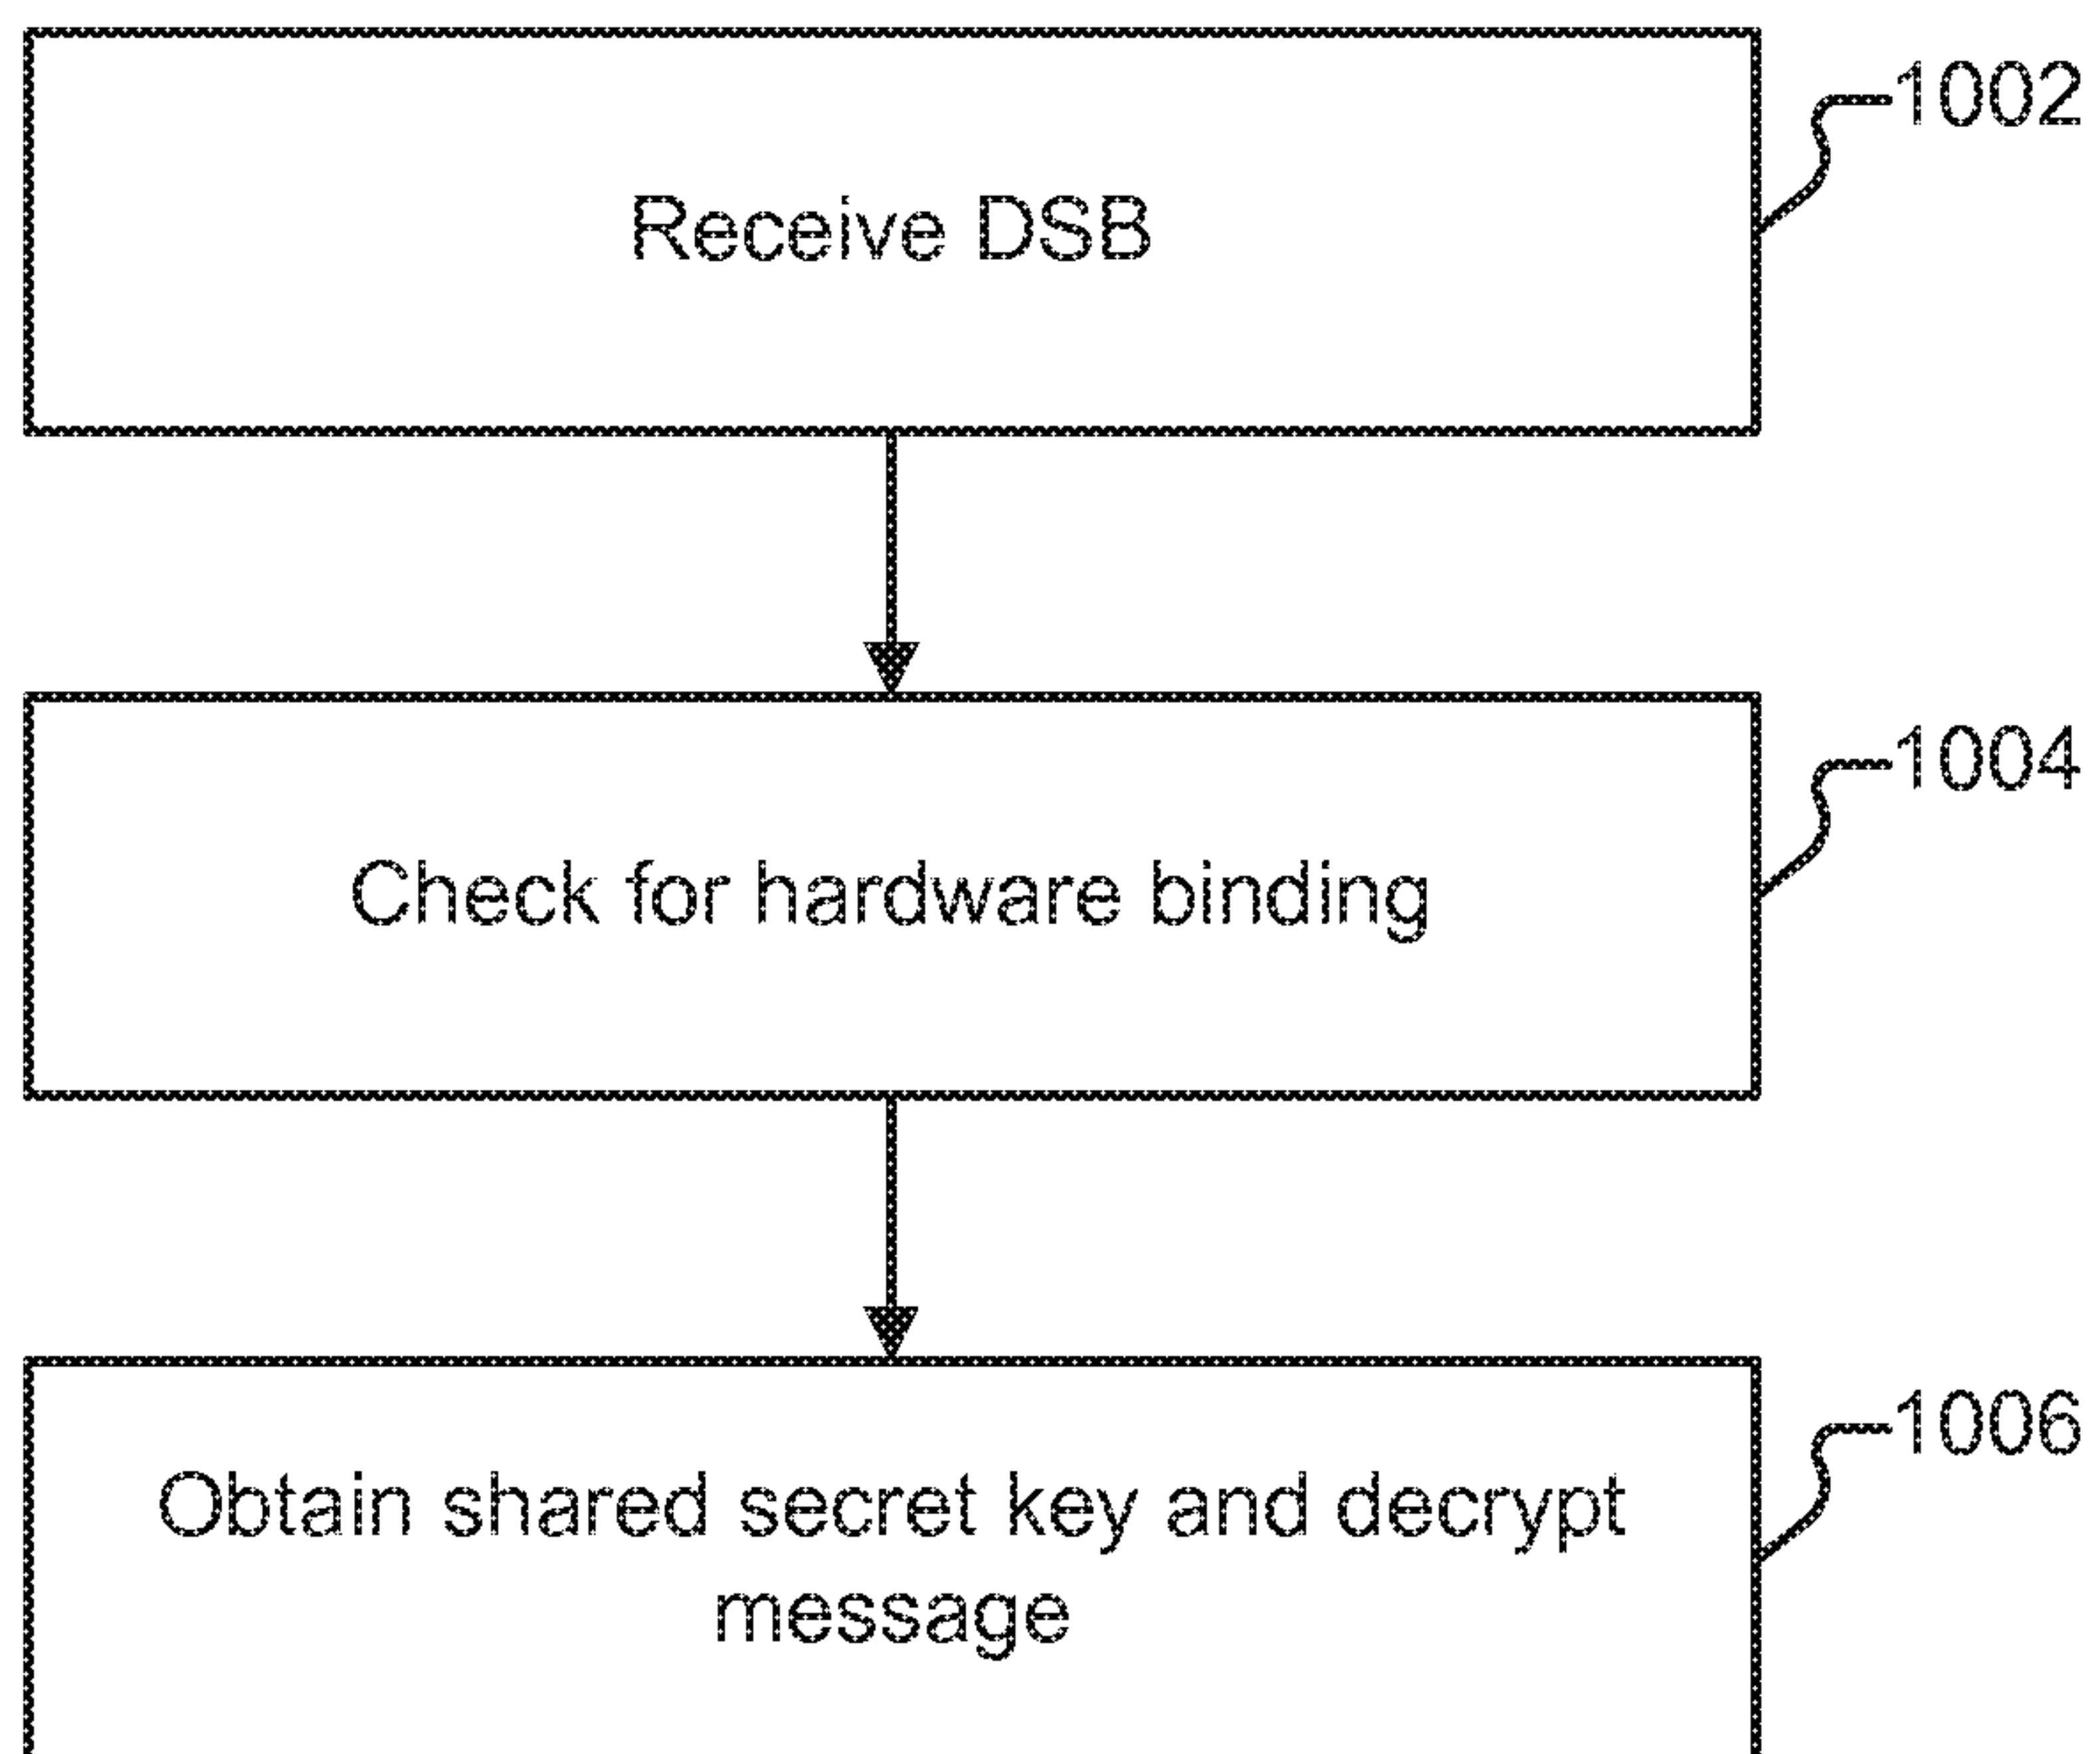 1002
Receive DSB
1004
Check for hardware binding
1006
Obtain shared secret key and decrypt
message